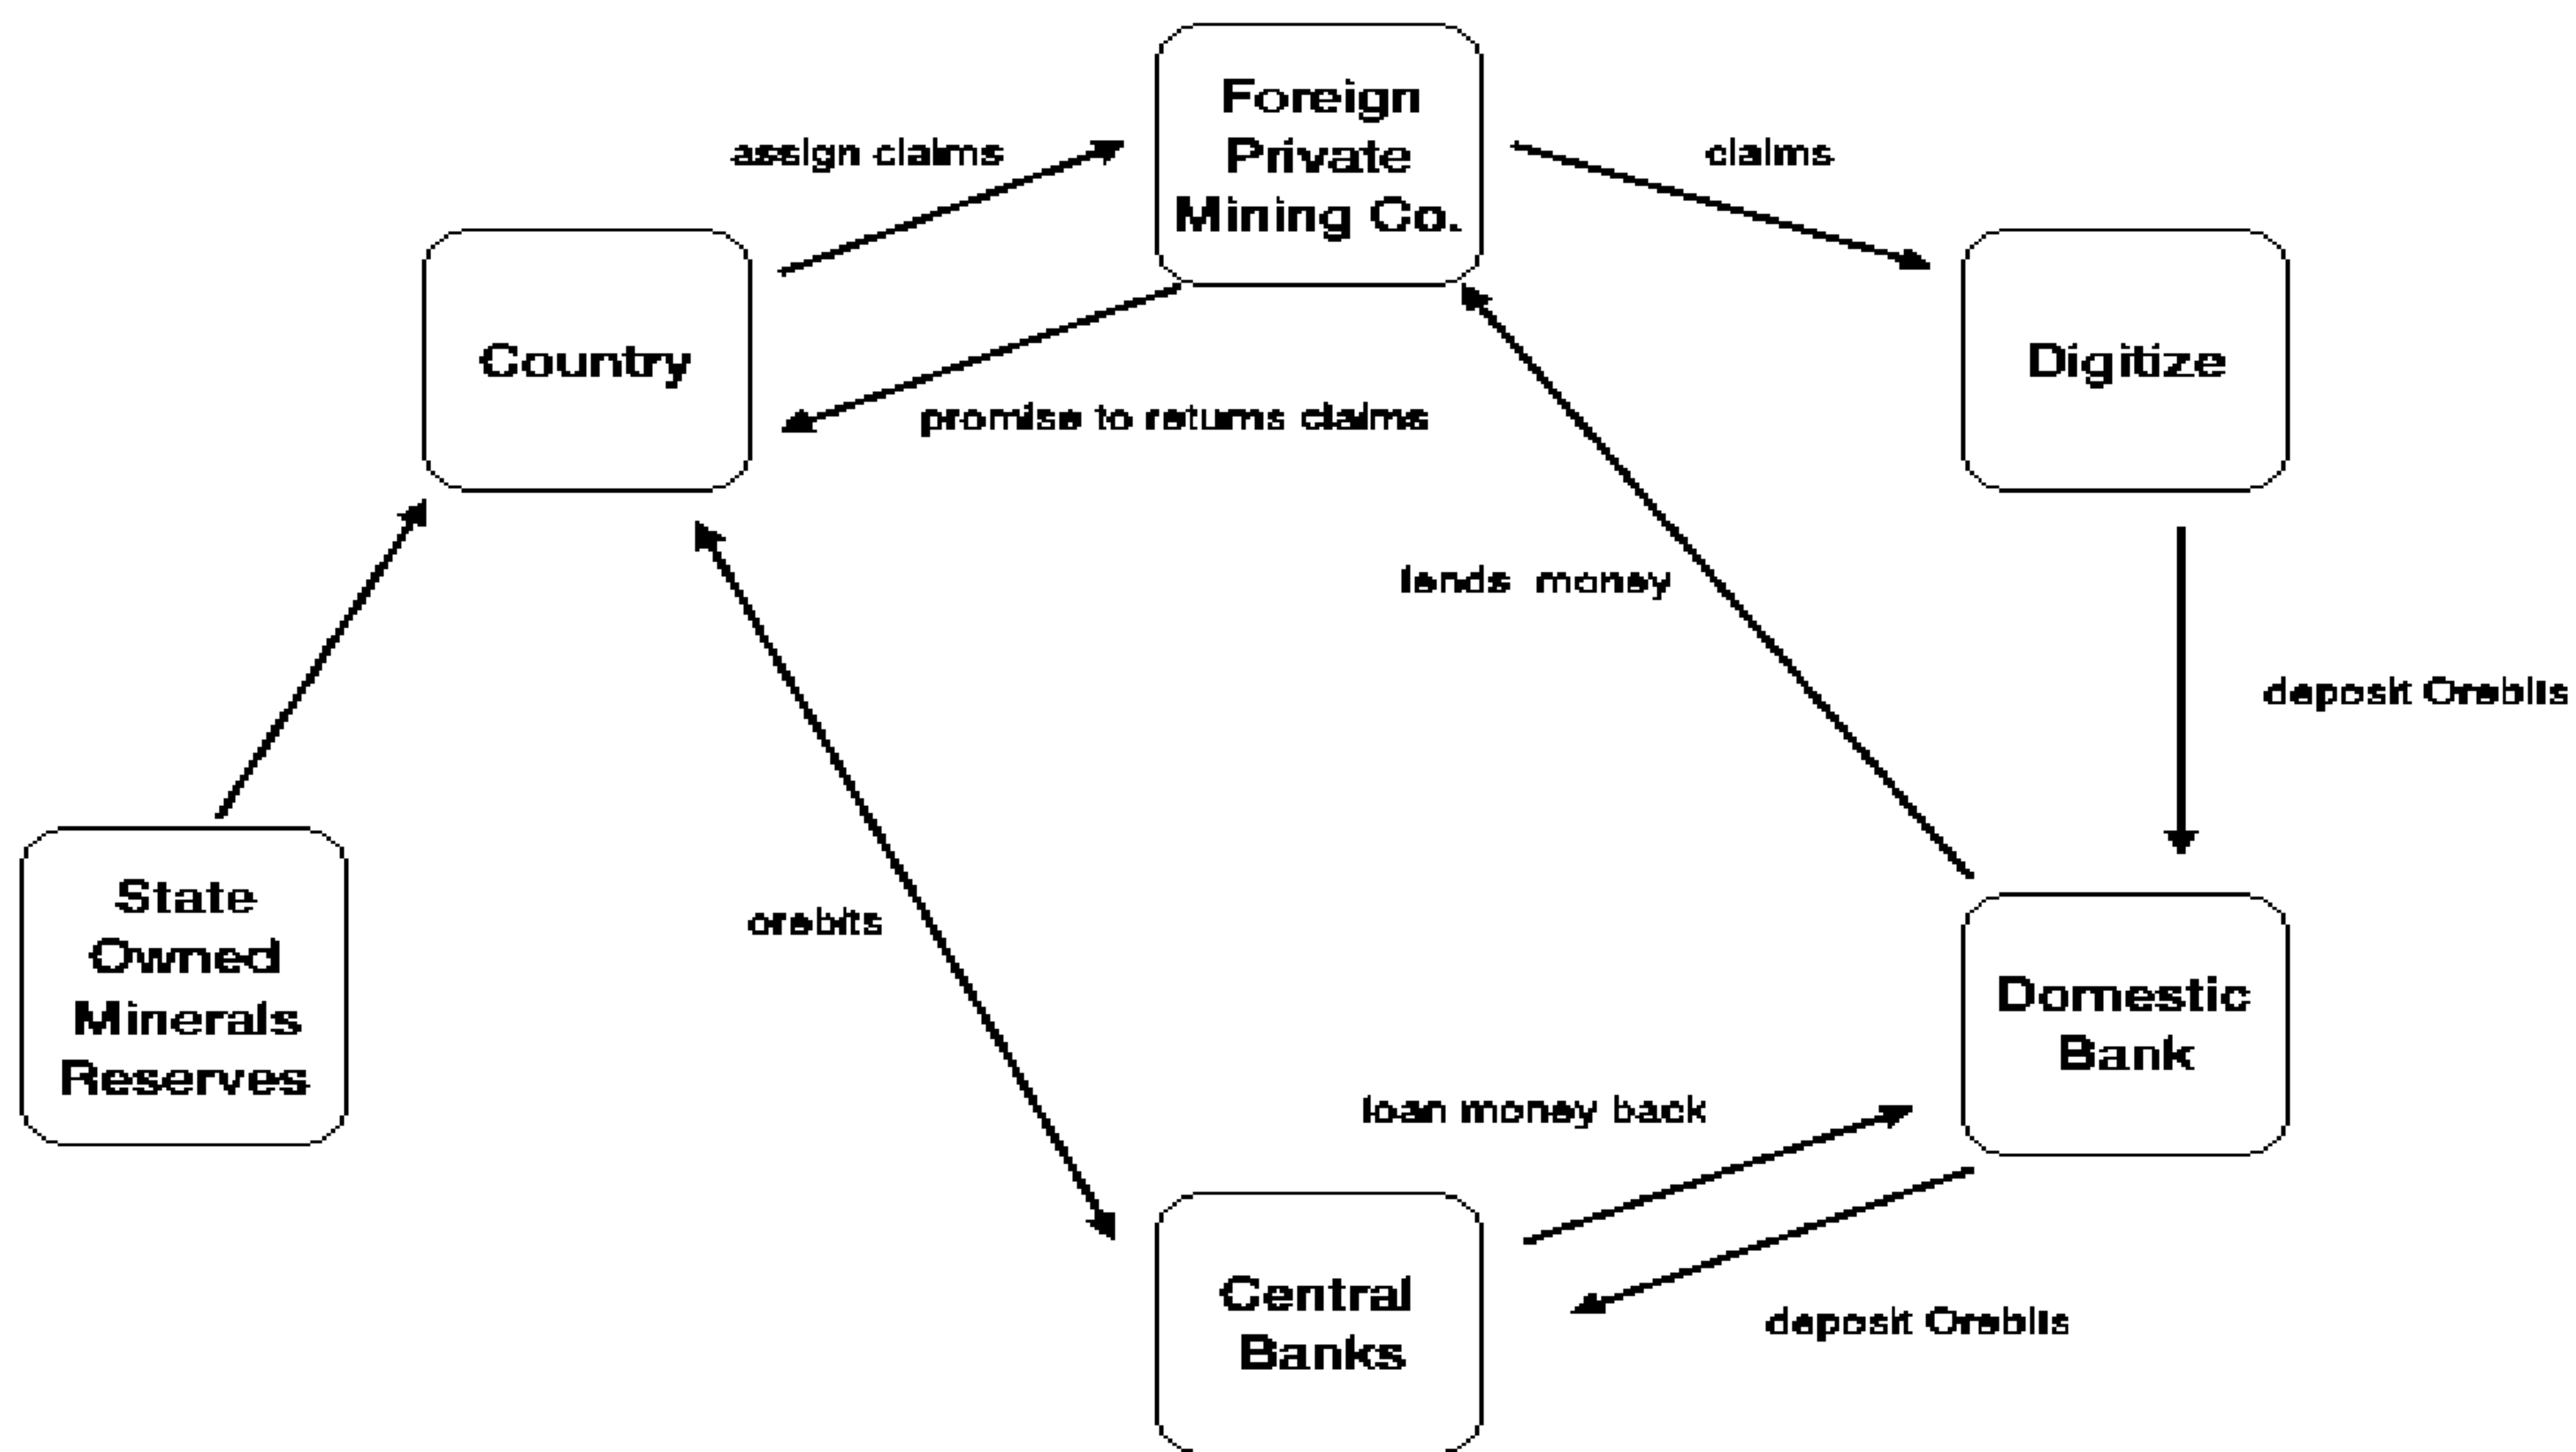 Foreign
Private
Mining Co.
assign claims
claims
Country
Digitize
promise to returns claims
lends money
deposit Orebits
State
Owned
Minerals
Reserves
orebits
Domestic
Bank
loan money back
Central
Banks
deposit Orebits